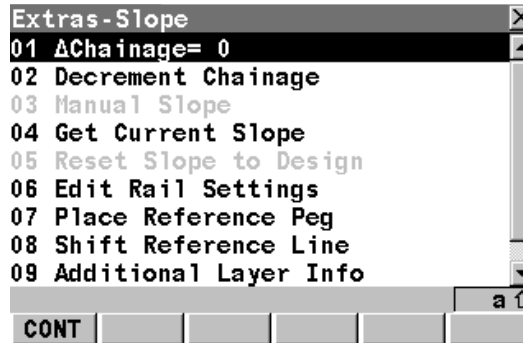 Extras-Slope
01 ΔChainage= 0
02 Decrement Chainage
03 Manual Slope
04 Get Current Slope
05 Reset Slope to Design
06 Edit Rail Settings
07 Place Reference Peg
08 Shift Reference Line
09 Additional Layer Info
a
CONT